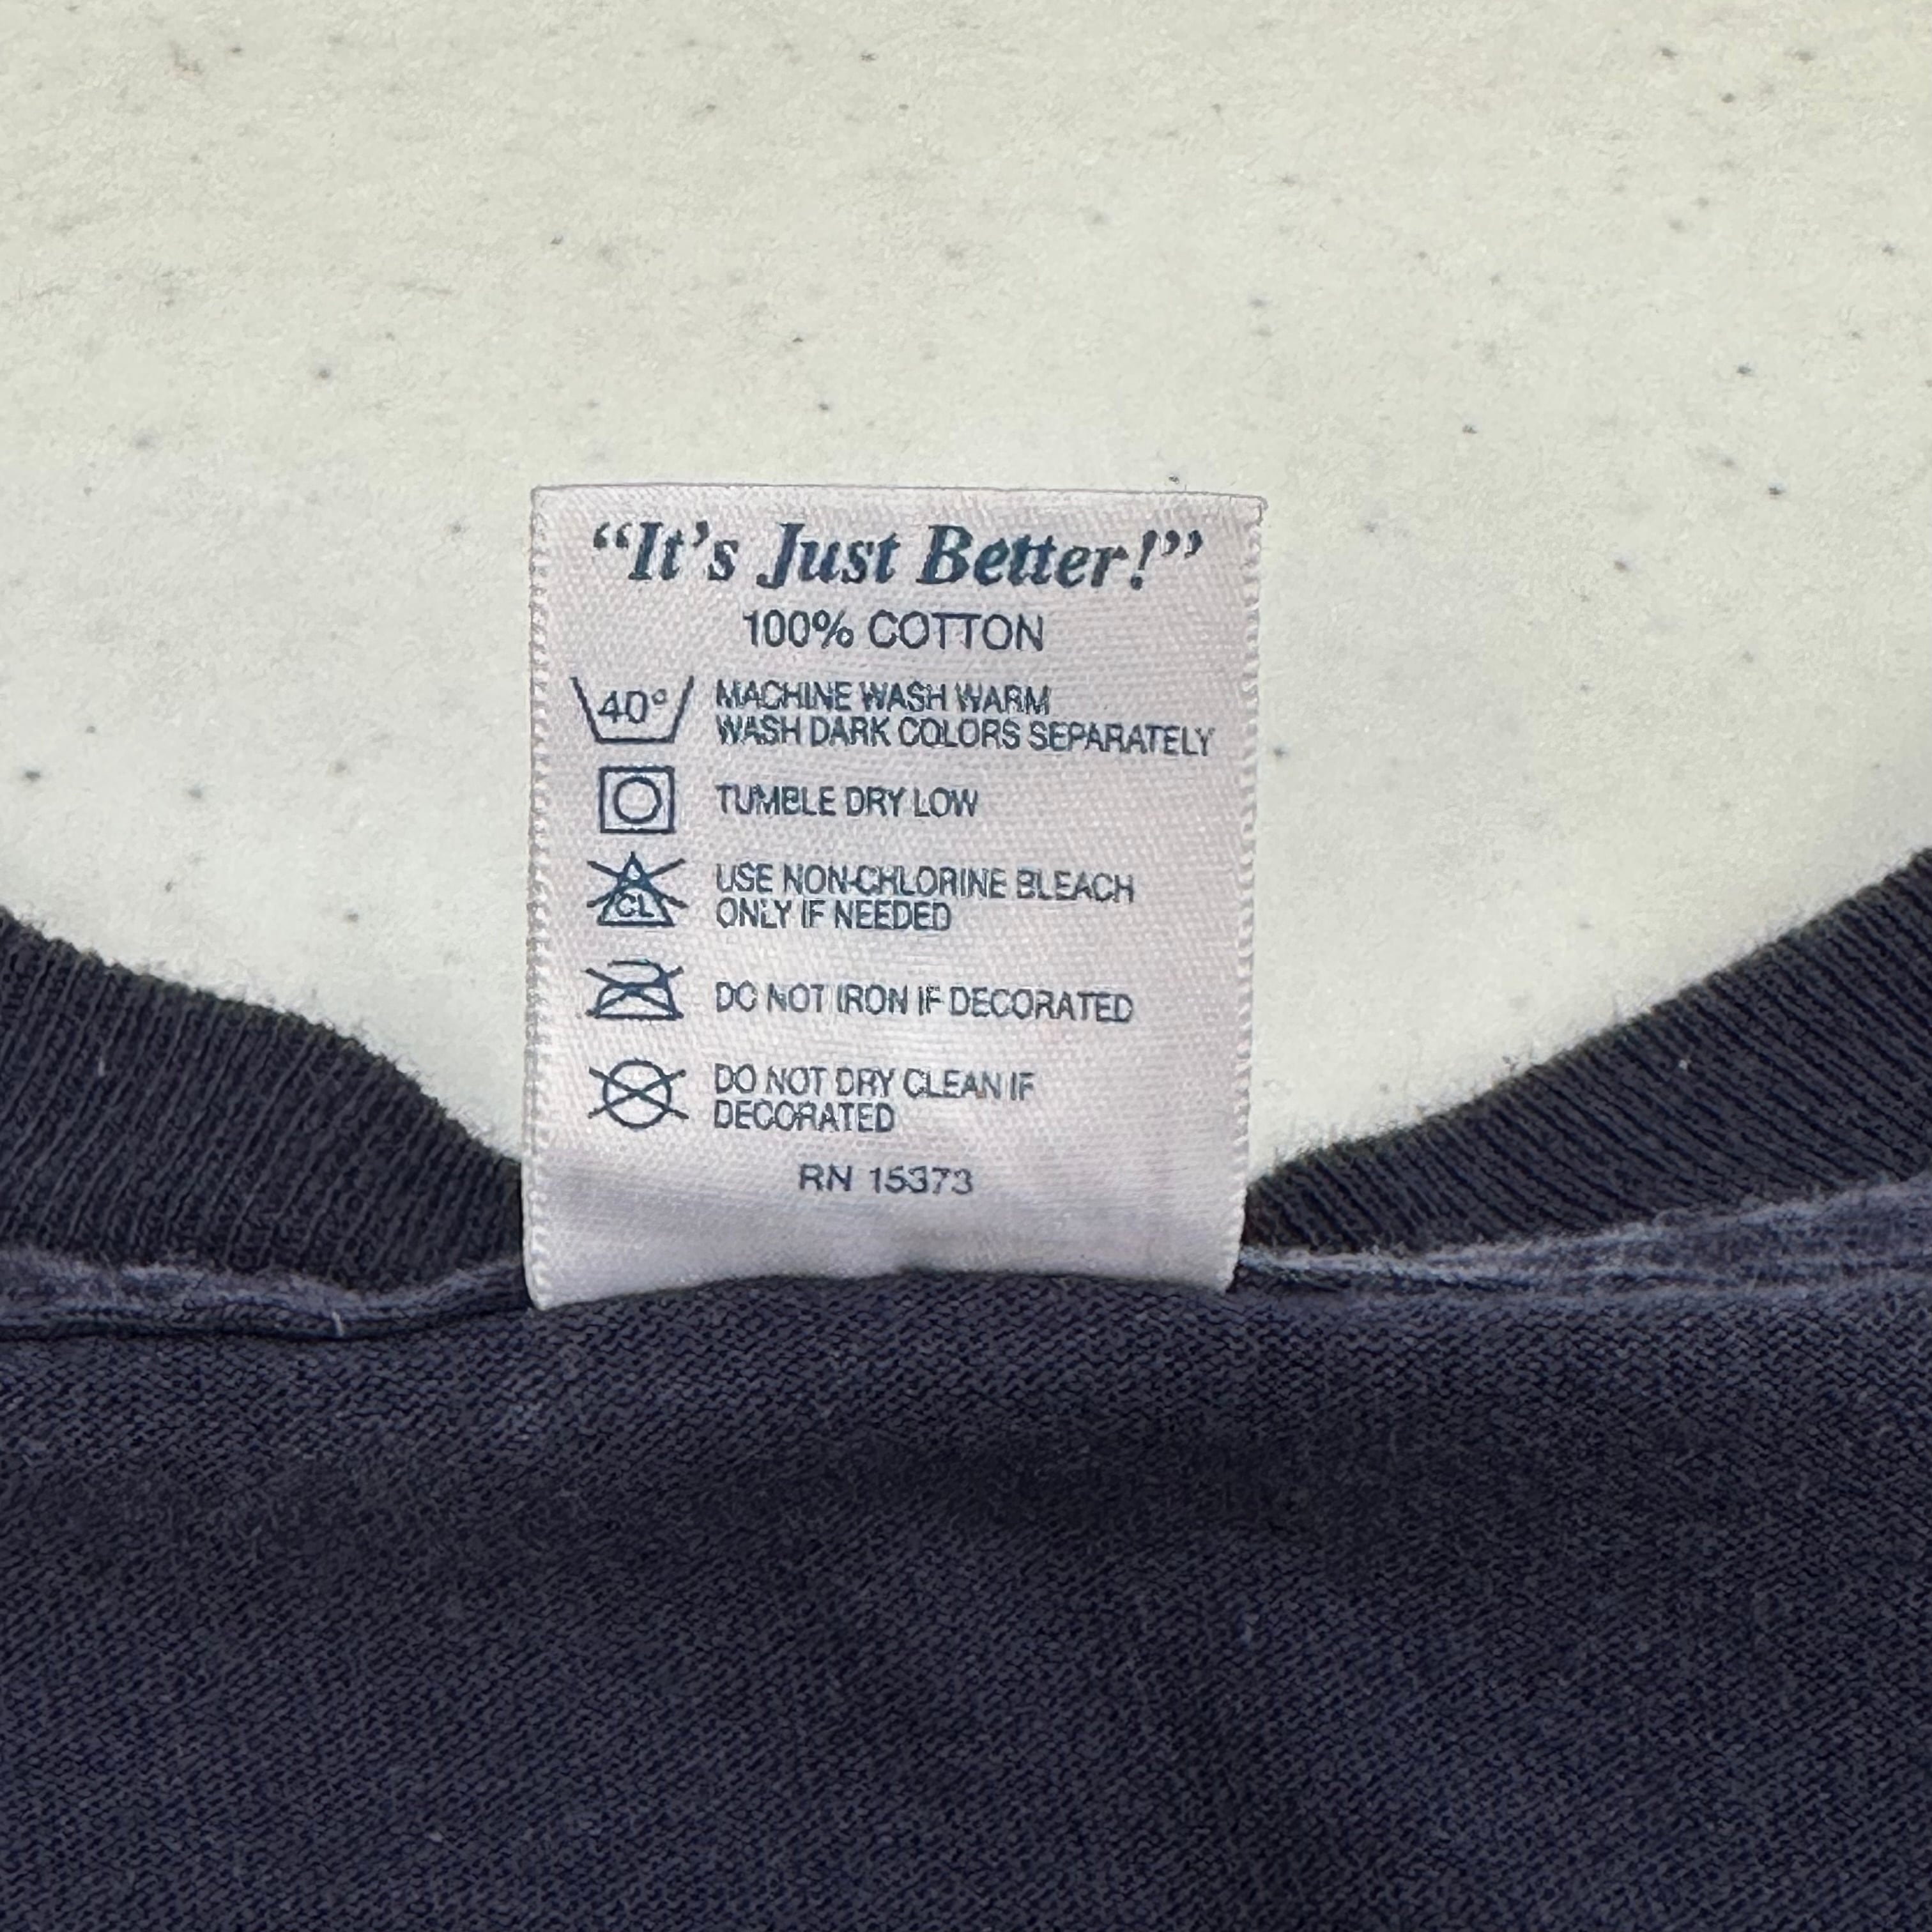 “It’s Just Better!”
100% COTTON
40° MACHINE WASH WARM
WASH DARK COLORS SEPARATELY
TUMBLE DRY LOW
CL USE NON-CHLORINE BLEACH
ONLY IF NEEDED
DO NOT IRON IF DECORATED
DO NOT DRY CLEAN IF
DECORATED
RN 15373